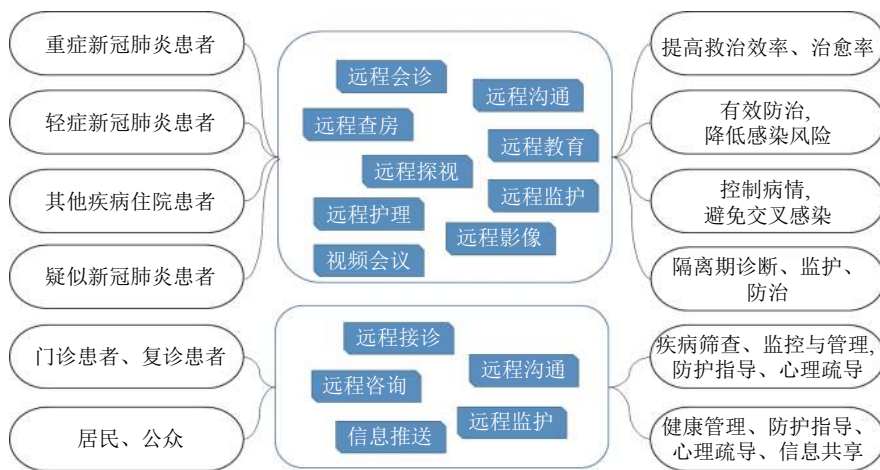 重症新冠肺炎患者
轻症新冠肺炎患者
其他疾病住院患者
疑似新冠肺炎患者
门诊患者、复诊患者
居民、公众
远程会诊
远程沟通
远程查房
远程教育
远程探视
远程监护
远程护理
远程影像
视频会议
远程接诊
远程沟通
远程咨询
远程监护
信息推送
提高救治效率、治愈率
有效防治,
降低感染风险
控制病情,
避免交叉感染
隔离期诊断、监护、
防治
疾病筛查、监控与管理,
防护指导、心理疏导
健康管理、防护指导、
心理疏导、信息共享